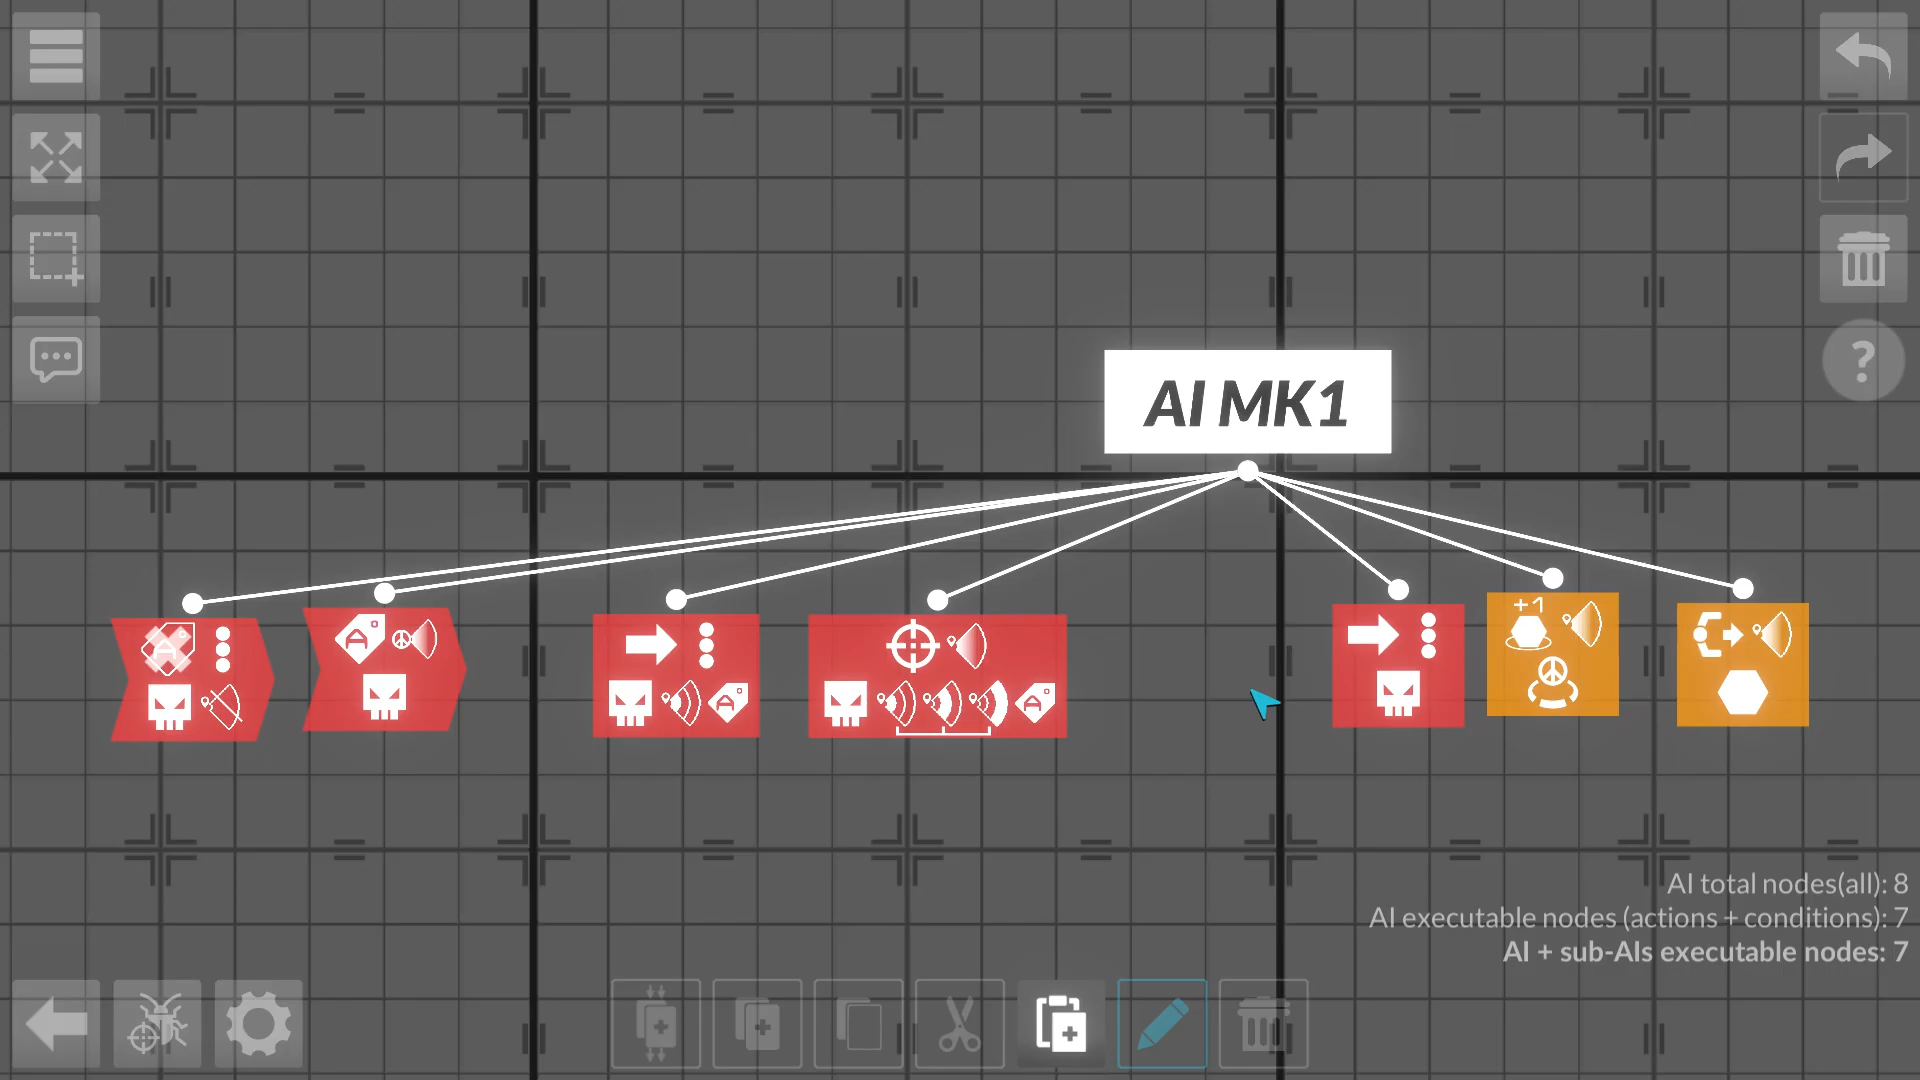 AI MK1
A
A
A
A
+1
?
AI total nodes(all): 8
AI executable nodes (actions + conditions): 7
AI + sub-AIs executable nodes: 7